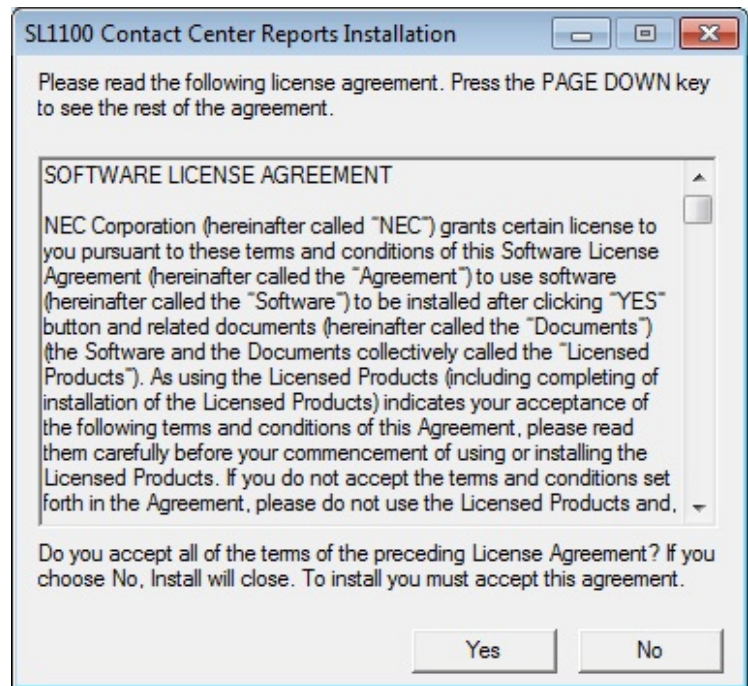 SL1100 Contact Center Reports Installation
Please read the following license agreement. Press the PAGE DOWN key
to see the rest of the agreement.
SOFTWARE LICENSE AGREEMENT
NEC Corporation (hereinafter called "NEC") grants certain license to
you pursuant to these terms and conditions of this Software License
Agreement (hereinafter called the "Agreement") to use software
(hereinafter called the "Software") to be installed after clicking "YES"
button and related documents (hereinafter called the "Documents")
(the Software and the Documents collectively called the "Licensed
Products"). As using the Licensed Products (including completing of
installation of the Licensed Products) indicates your acceptance of
the following terms and conditions of this Agreement, please read
them carefully before your commencement of using or installing the
Licensed Products. If you do not accept the terms and conditions set
forth in the Agreement, please do not use the Licensed Products and,
Do you accept all of the terms of the preceding License Agreement? If you
choose No, Install will close. To install you must accept this agreement.
Yes No